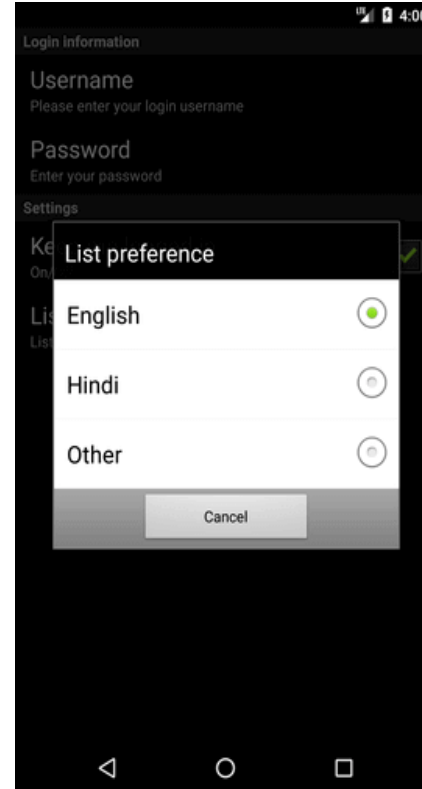 4:00
Login information
Username
Please enter your login username
Password
Enter your password
Settings
List preference
English
Hindi
Other
Cancel